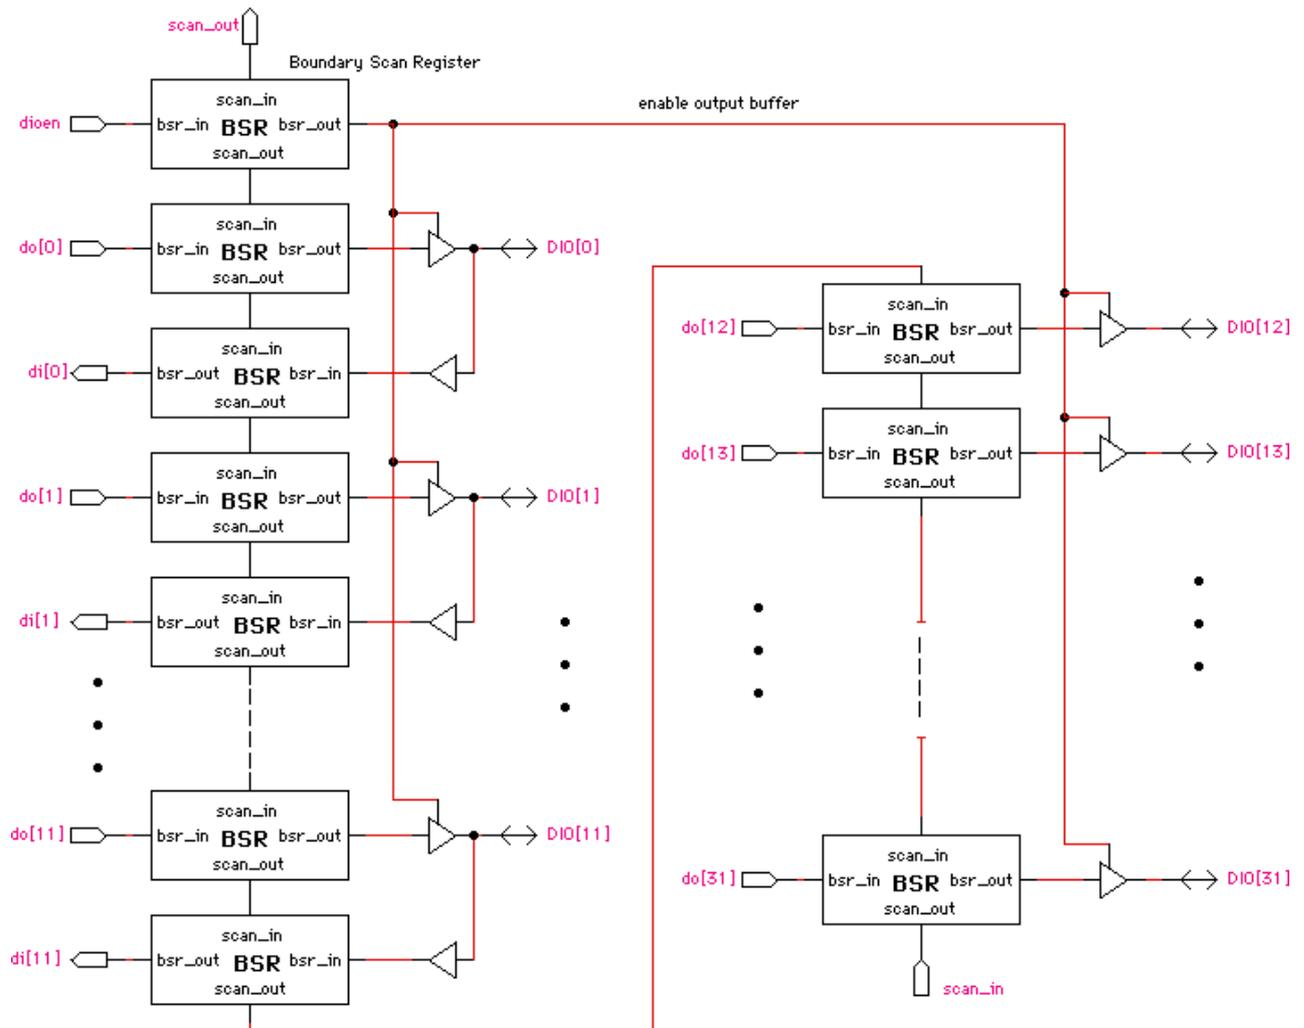 scan_out
Boundary Scan Register
enable output buffer
scan_in
dioen
bsr_in BSR bsr_out
scan_out
scan_in
do[0]
bsr_in BSR bsr_out
DIO[0]
scan_out
scan_in
di[0]
bsr_out BSR bsr_in
scan_out
scan_in
do[1]
bsr_in BSR bsr_out
DIO[1]
scan_out
scan_in
di[1]
bsr_out BSR bsr_in
scan_out
scan_in
do[11]
bsr_in BSR bsr_out
DIO[11]
scan_out
scan_in
di[11]
bsr_out BSR bsr_in
scan_out
scan_in
do[12]
bsr_in BSR bsr_out
DIO[12]
scan_out
scan_in
do[13]
bsr_in BSR bsr_out
DIO[13]
scan_out
scan_in
do[31]
bsr_in BSR bsr_out
DIO[31]
scan_out
scan_in